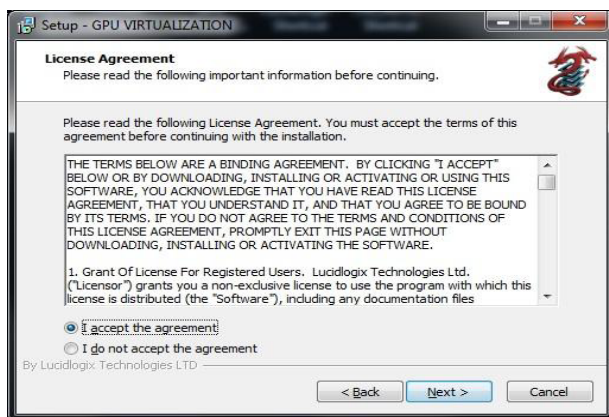 Setup - GPU VIRTUALIZATION
License Agreement
Please read the following important information before continuing.
Please read the following License Agreement. You must accept the terms of this
agreement before continuing with the installation.
THE TERMS BELOW ARE A BINDING AGREEMENT. BY CLICKING "I ACCEPT"
BELOW OR BY DOWNLOADING, INSTALLING OR ACTIVATING OR USING THIS
SOFTWARE, YOU ACKNOWLEDGE THAT YOU HAVE READ THIS LICENSE
AGREEMENT, THAT YOU UNDERSTAND IT, AND THAT YOU AGREE TO BE BOUND
BY ITS TERMS. IF YOU DO NOT AGREE TO THE TERMS AND CONDITIONS OF
THIS LICENSE AGREEMENT, PROMPTLY EXIT THIS PAGE WITHOUT
DOWNLOADING, INSTALLING OR ACTIVATING THE SOFTWARE.
1. Grant Of License For Registered Users. Lucidlogix Technologies Ltd.
("Licensor") grants you a non-exclusive license to use the program with which this
license is distributed (the "Software"), including any documentation files
I accept the agreement
I do not accept the agreement
By Lucidlogix Technologies LTD
< Back
Next >
Cancel